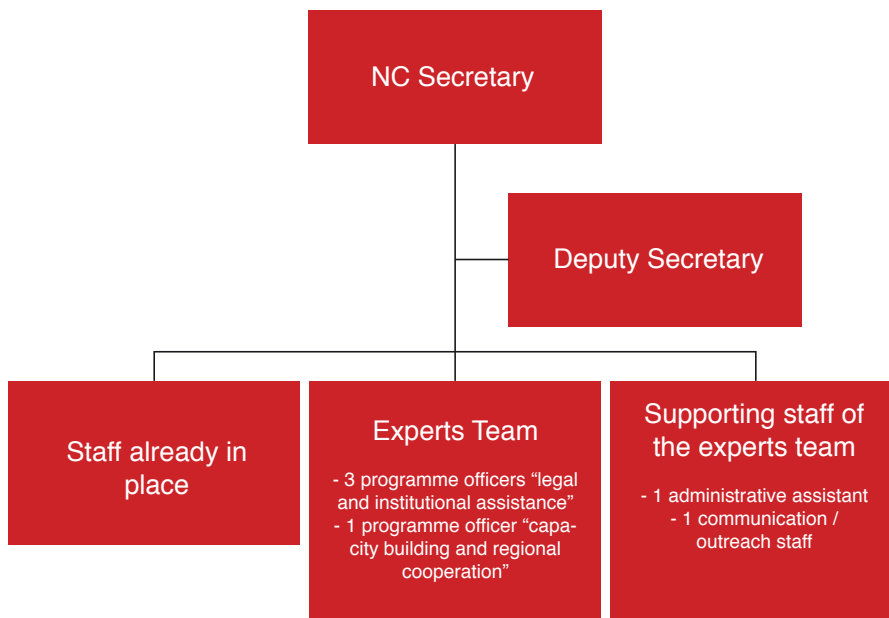 NC Secretary
Deputy Secretary
Staff already in
place
Experts Team
- 3 programme officers “legal
and institutional assistance”
- 1 programme officer “capa-
city building and regional
cooperation”
Supporting staff of
the experts team
- 1 administrative assistant
- 1 communication /
outreach staff